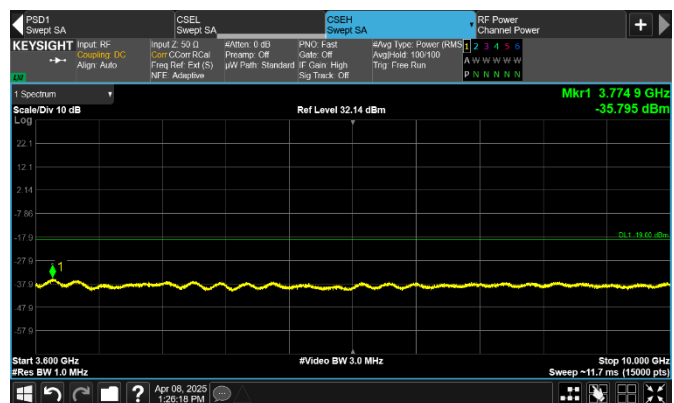 PSD1
Swept SA
CSEL
Swept SA
CSEH
Swept SA
RF Power
Channel Power
KEYSIGHT
Input: RF
Coupling: DC
Align: Auto
Input Z: 50 Ω
Corr CCorr RCal
Freq Ref: Ext (S)
NFE: Adaptive
#Atten: 0 dB
Preamp: Off
µW Path: Standard
PNO: Fast
Gate: Off
IF Gain: High
Sig Track: Off
#Avg Type: Power (RMS
Avg|Hold: 100/100
Trig: Free Run
1 2 3 4 5 6
A W W W W W
P N N N N N
LXI
1 Spectrum
Scale/Div 10 dB
Ref Level 32.14 dBm
Mkr1 3.774 9 GHz
-35.795 dBm
Log
22.1
12.1
2.14
-7.86
-17.9
DL1 -19.00 dBm
-27.9
1
-37.9
-47.9
-57.9
Start 3.600 GHz
#Video BW 3.0 MHz
Stop 10.000 GHz
#Res BW 1.0 MHz
Sweep ~11.7 ms (15000 pts)
?
Apr 08, 2025
1:26:18 PM